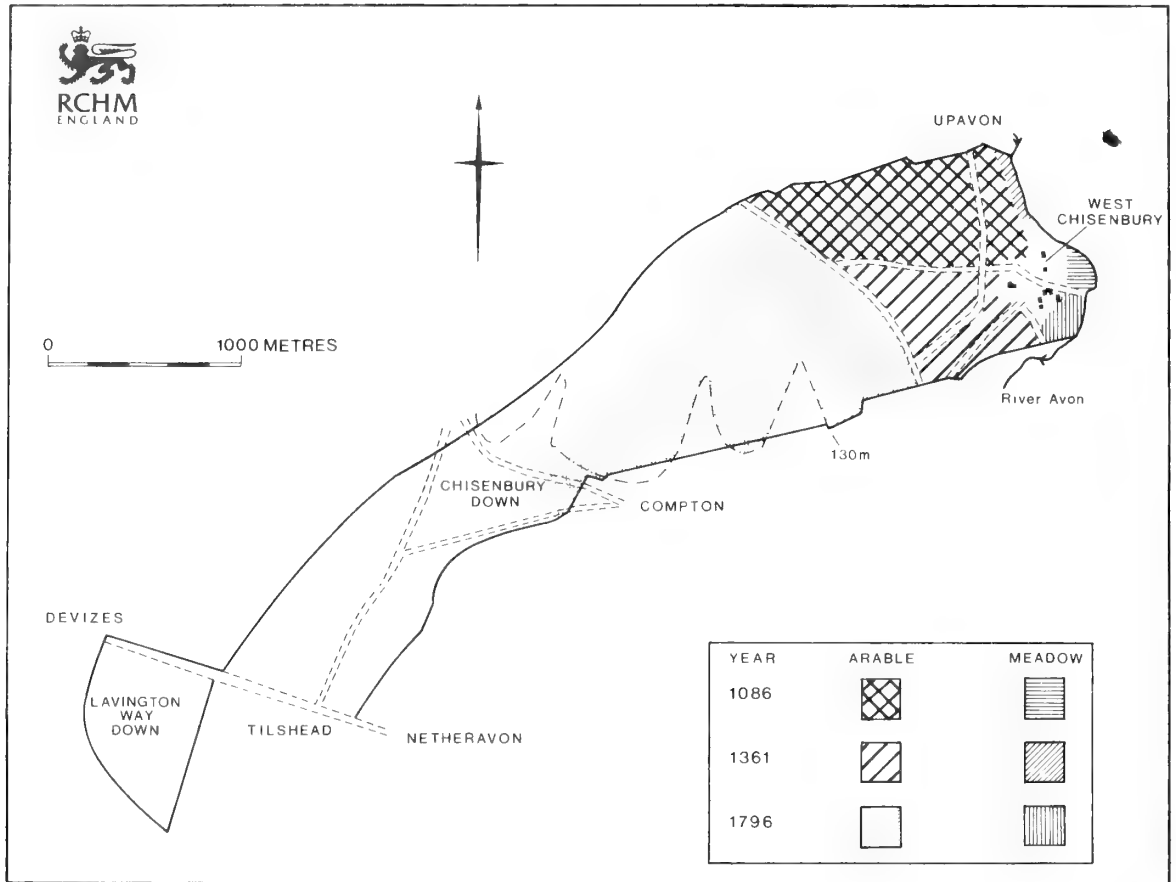 RCHM
ENGLAND
UPAVON
WEST
CHISENBURY
0 1000 METRES
River Avon
130m
CHISENBURY
DOWN
COMPTON
DEVIZES
LAVINGTON
WAY
DOWN
TILSHEAD
NETHERAVON
YEAR ARABLE MEADOW
1086
1361
1796